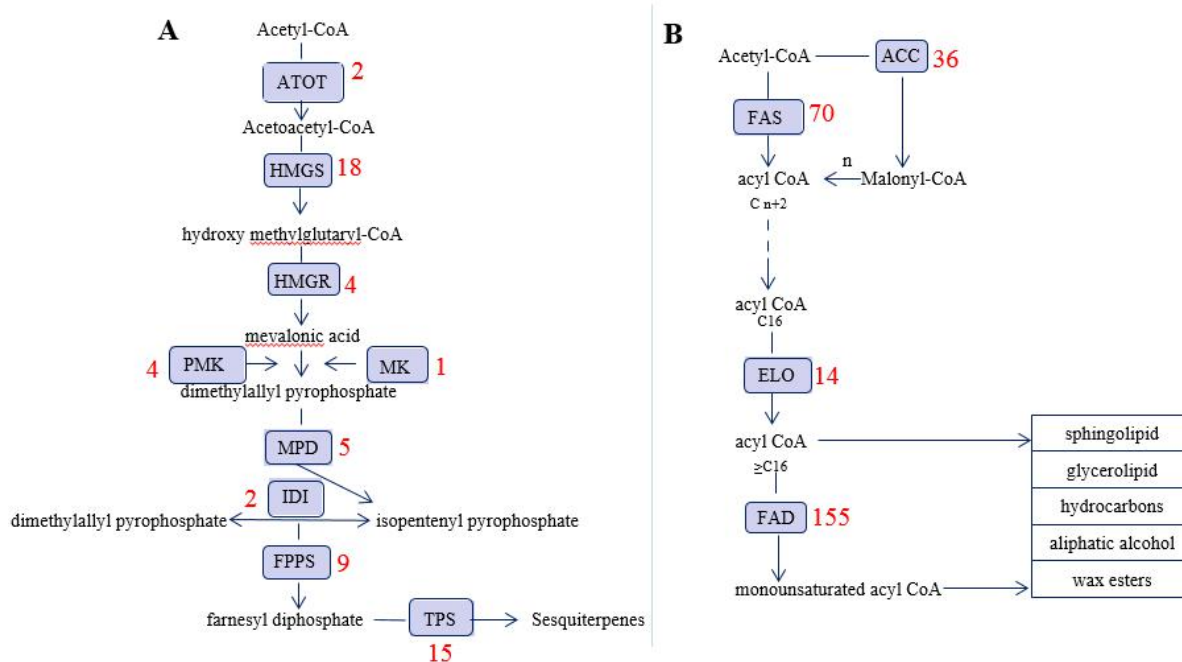 A
Acetyl-CoA
ATOT 2
Acetoacetyl-CoA
HMGS 18
hydroxy methylglutaryl-CoA
HMGR 4
mevalonic acid
4 PMK MK 1
dimethylallyl pyrophosphate
MPD 5
2 IDI
dimethylallyl pyrophosphate isopentenyl pyrophosphate
FPPS 9
farnesyl diphosphate TPS Sesquiterpenes
15
B
Acetyl-CoA ACC 36
FAS 70
n
acyl CoA Malonyl-CoA
C n+2
acyl CoA
C16
ELO 14
acyl CoA
≥C16
FAD 155
monounsaturated acyl CoA
sphingolipid
glycerolipid
hydrocarbons
aliphatic alcohol
wax esters